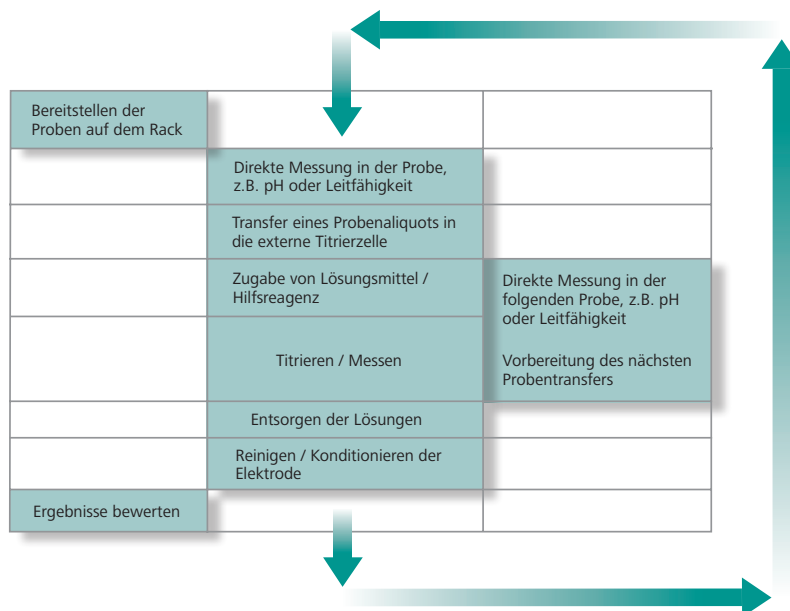 Bereitstellen der
Proben auf dem Rack
Direkte Messung in der Probe,
z.B. pH oder Leitfähigkeit
Transfer eines Probenaliquots in
die externe Titrierzelle
Zugabe von Lösungsmittel /
Hilfsreagenz
Direkte Messung in der
folgenden Probe, z.B. pH
oder Leitfähigkeit
Vorbereitung des nächsten
Probentransfers
Titrieren / Messen
Entsorgen der Lösungen
Reinigen / Konditionieren der
Elektrode
Ergebnisse bewerten